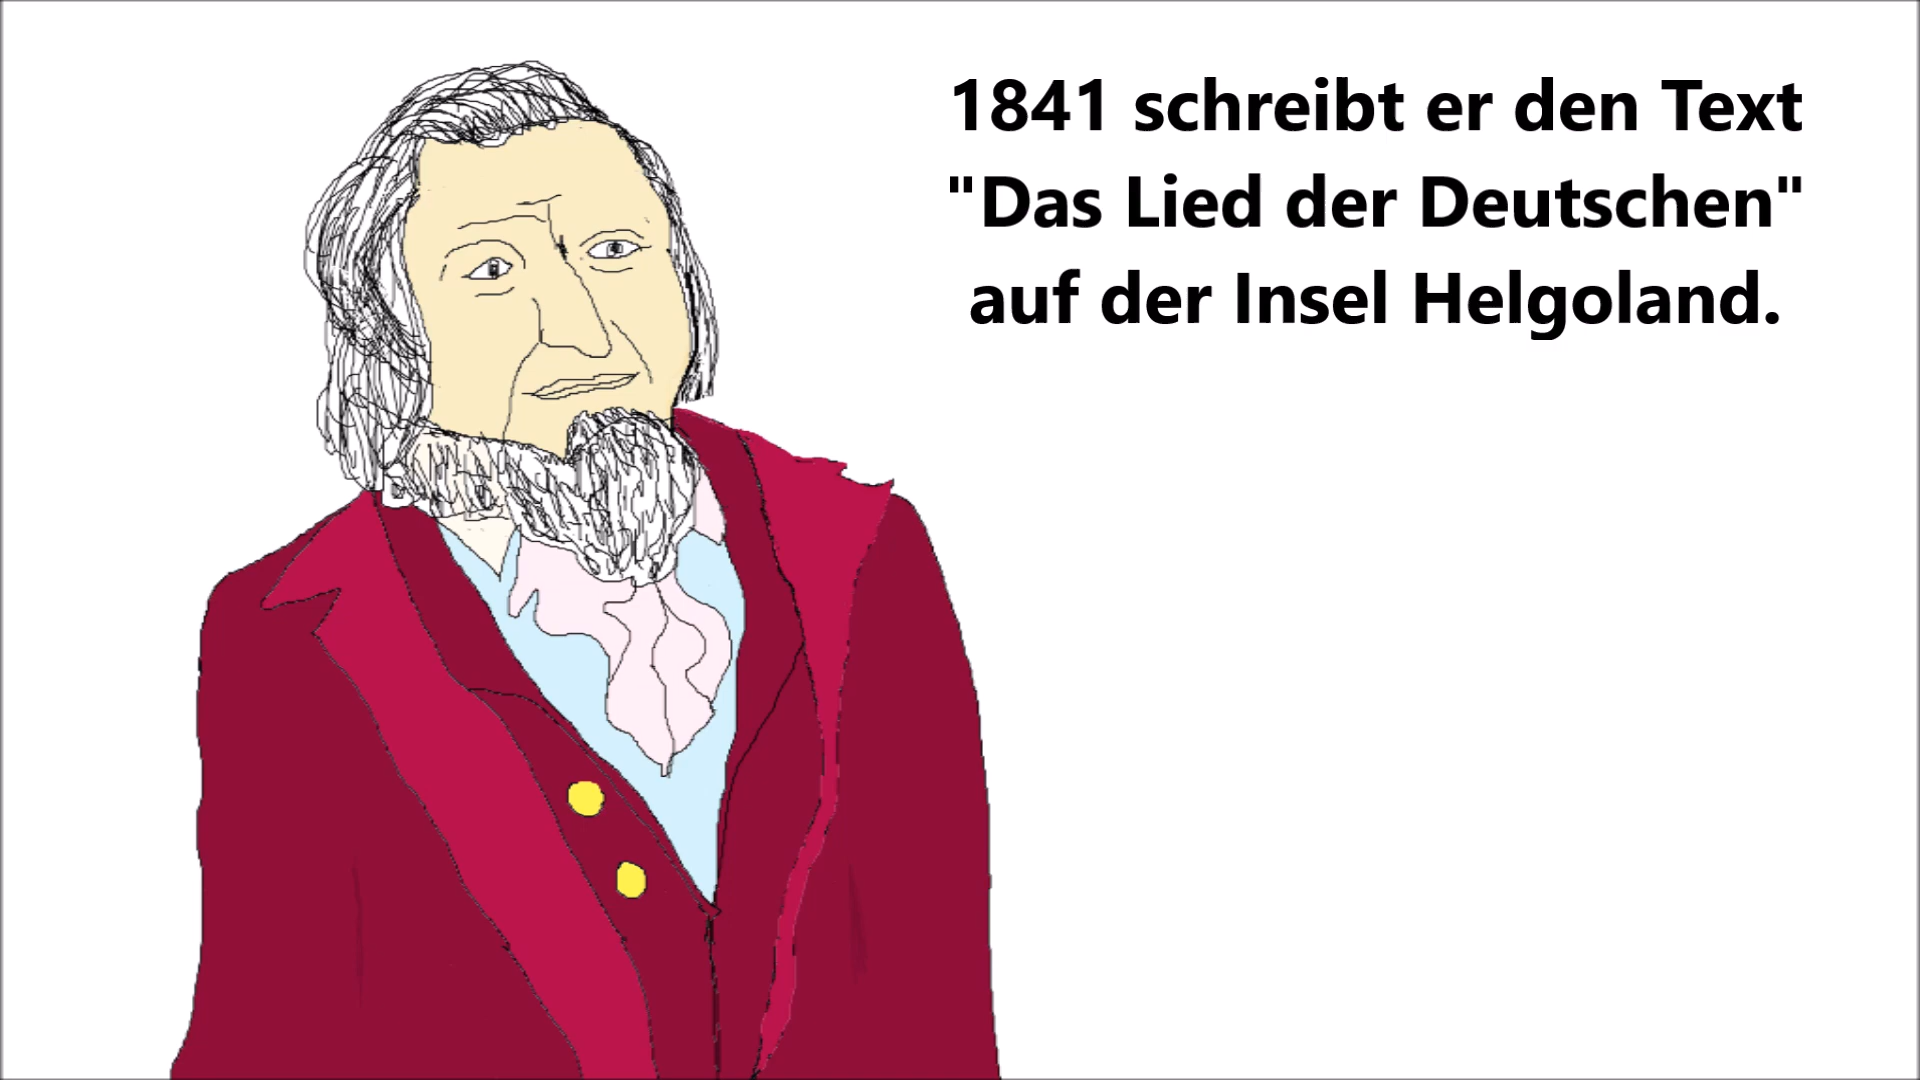 1841 schreibt er den Text
"Das Lied der Deutschen"
auf der Insel Helgoland.